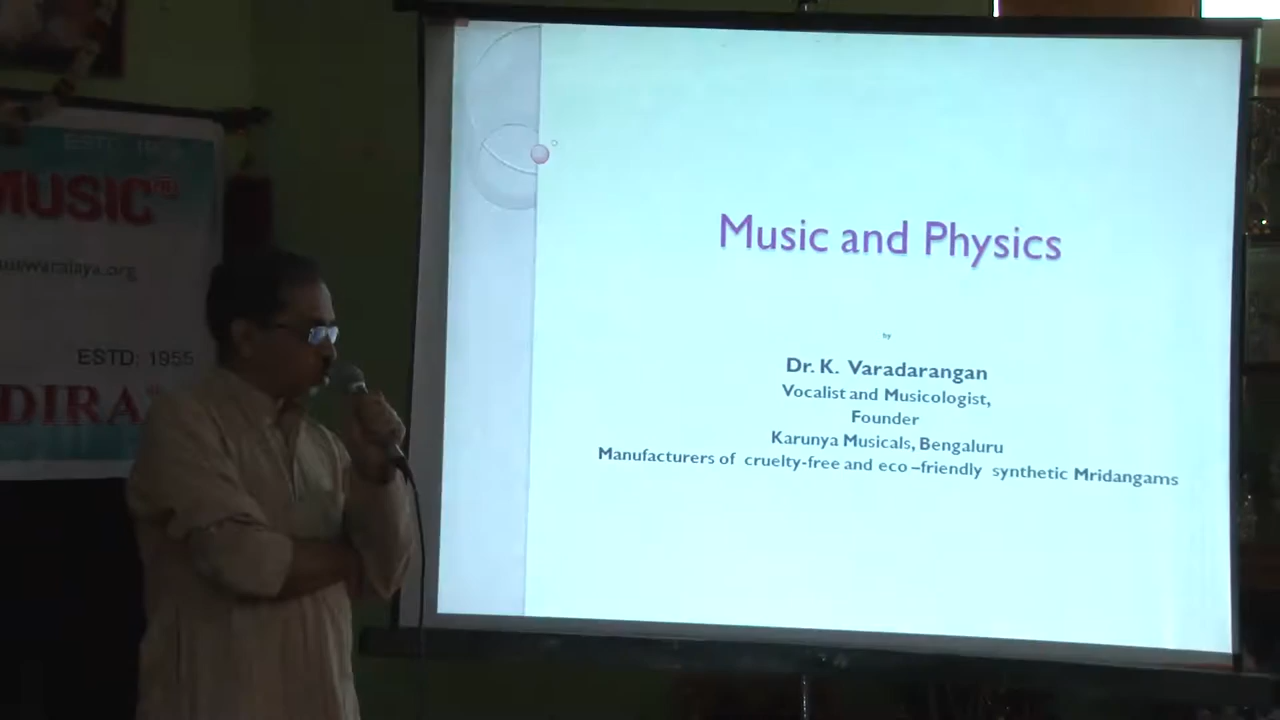 MUSIC
ESTD: 1955
DIRA
Music and Physics
by
Dr. K. Varadarangan
Vocalist and Musicologist,
Founder
Karunya Musicals, Bengaluru
Manufacturers of cruelty-free and eco –friendly synthetic Mridangams